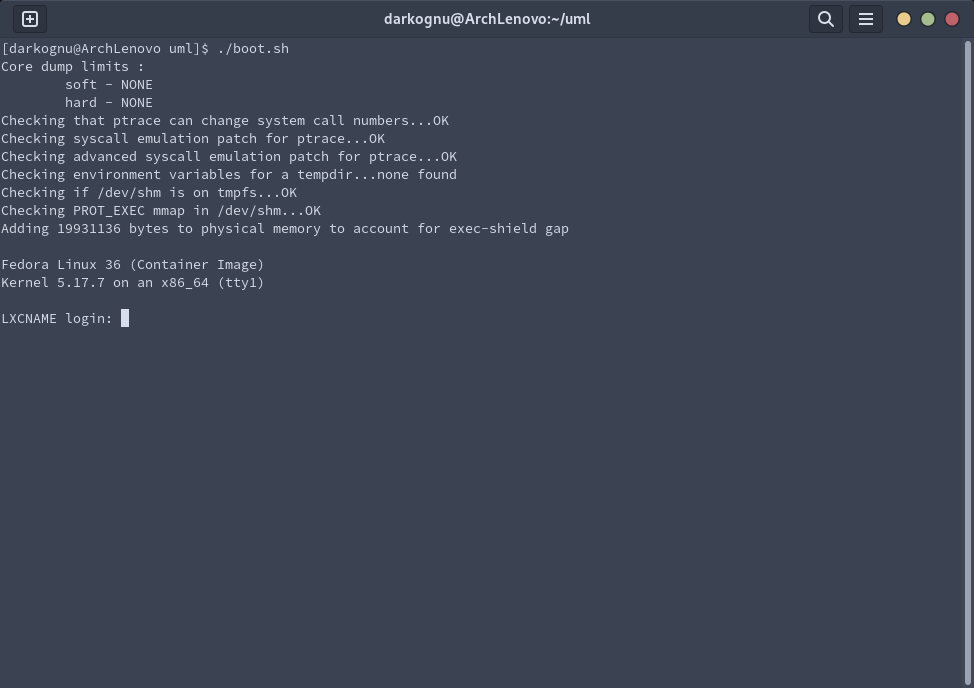 darkognu@ArchLenovo:~/uml
[darkognu@ArchLenovo uml]$ ./boot.sh
Core dump limits :
        soft - NONE
        hard - NONE
Checking that ptrace can change system call numbers...OK
Checking syscall emulation patch for ptrace...OK
Checking advanced syscall emulation patch for ptrace...OK
Checking environment variables for a tempdir...none found
Checking if /dev/shm is on tmpfs...OK
Checking PROT_EXEC mmap in /dev/shm...OK
Adding 19931136 bytes to physical memory to account for exec-shield gap
Fedora Linux 36 (Container Image)
Kernel 5.17.7 on an x86_64 (tty1)
LXCNAME login: